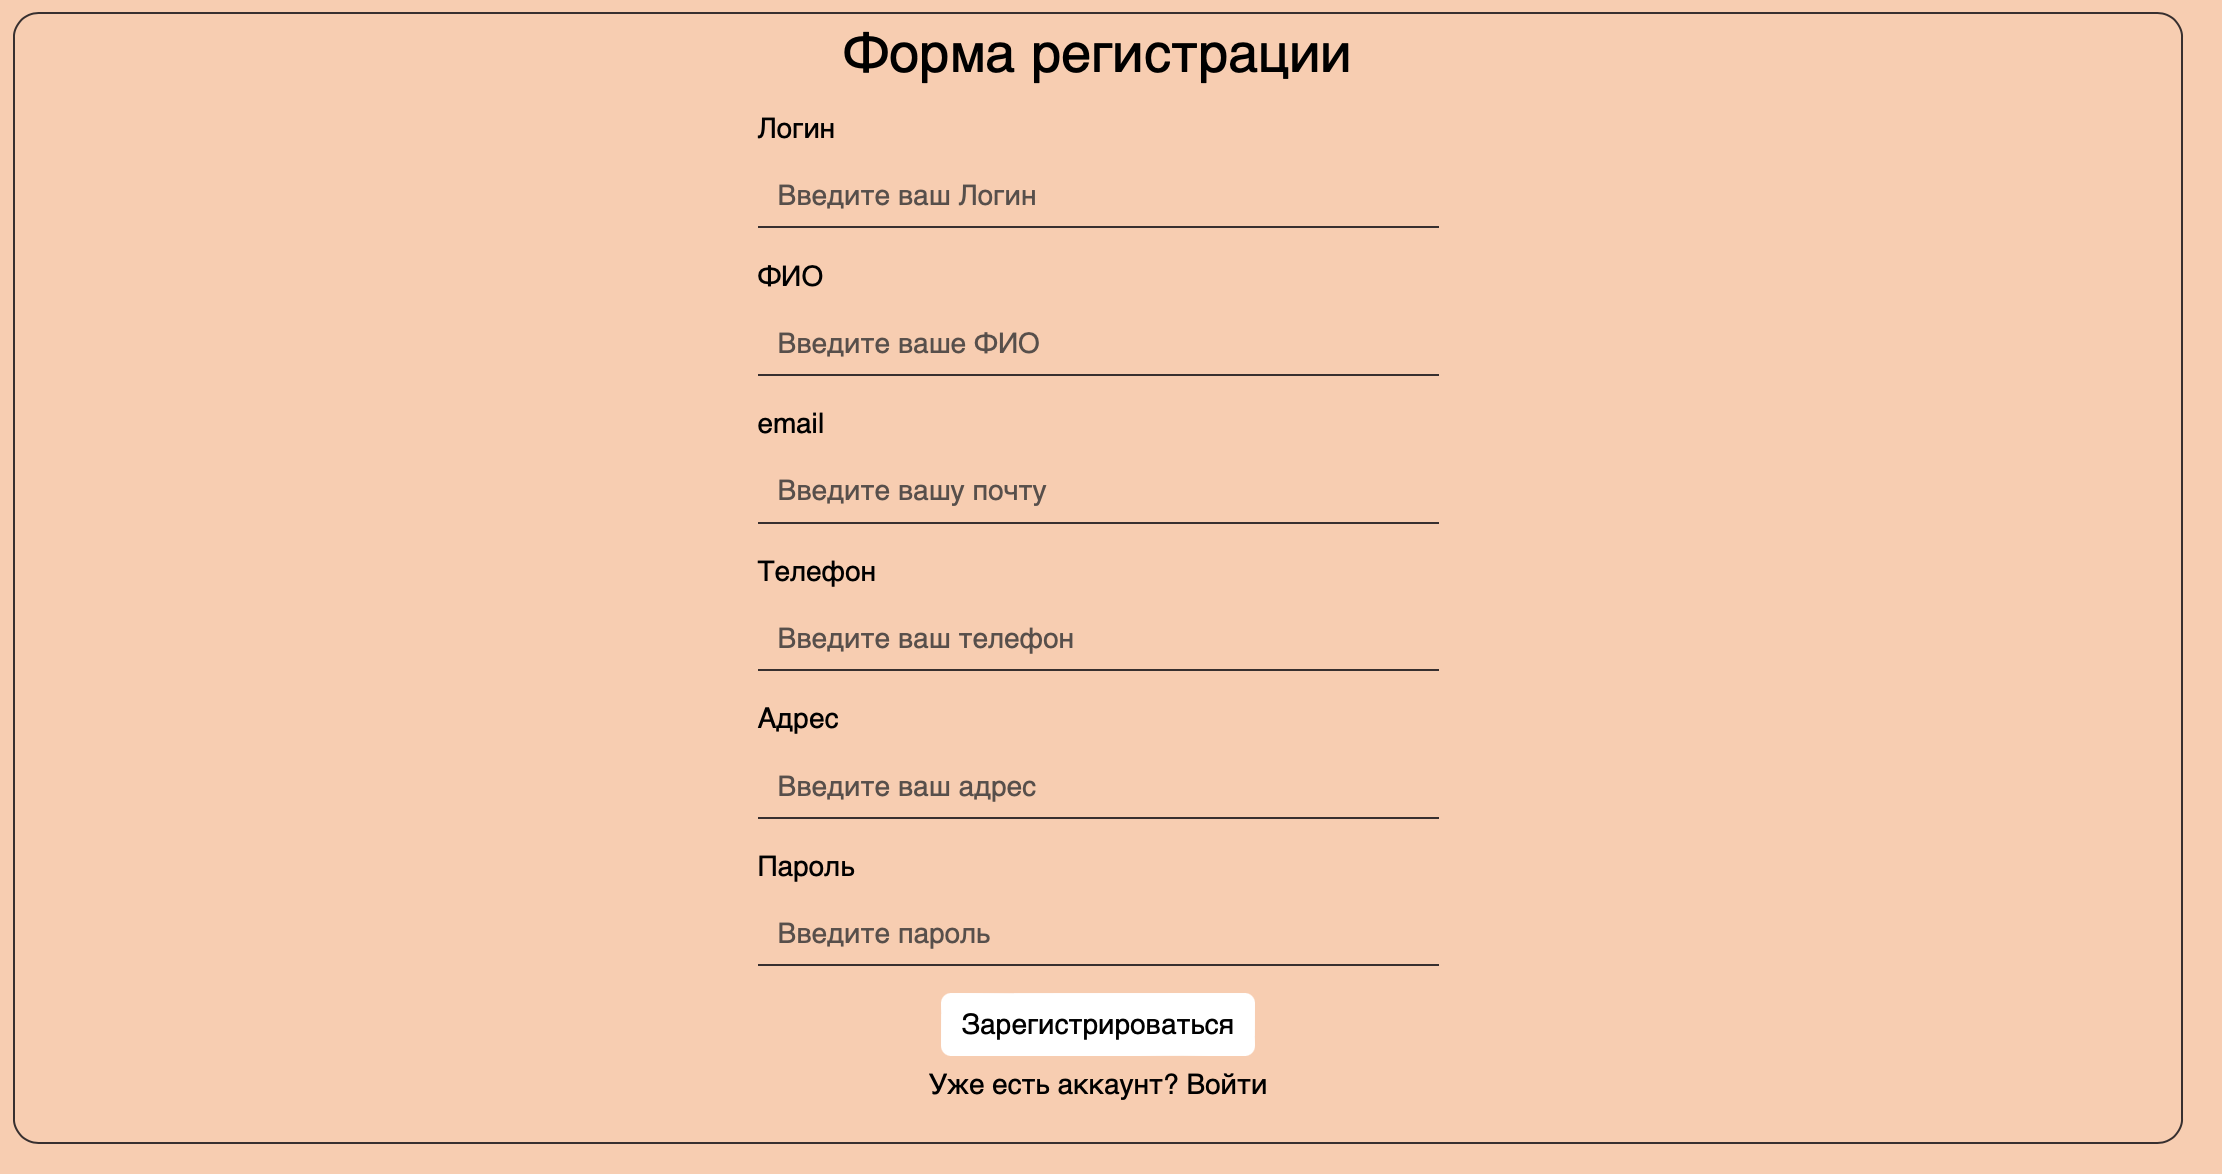 Форма регистрации
Логин
Введите ваш Логин
ФИО
Введите ваше ФИО
email
Введите вашу почту
Телефон
Введите ваш телефон
Адрес
Введите ваш адрес
Пароль
Введите пароль
Зарегистрироваться
Уже есть аккаунт? Войти